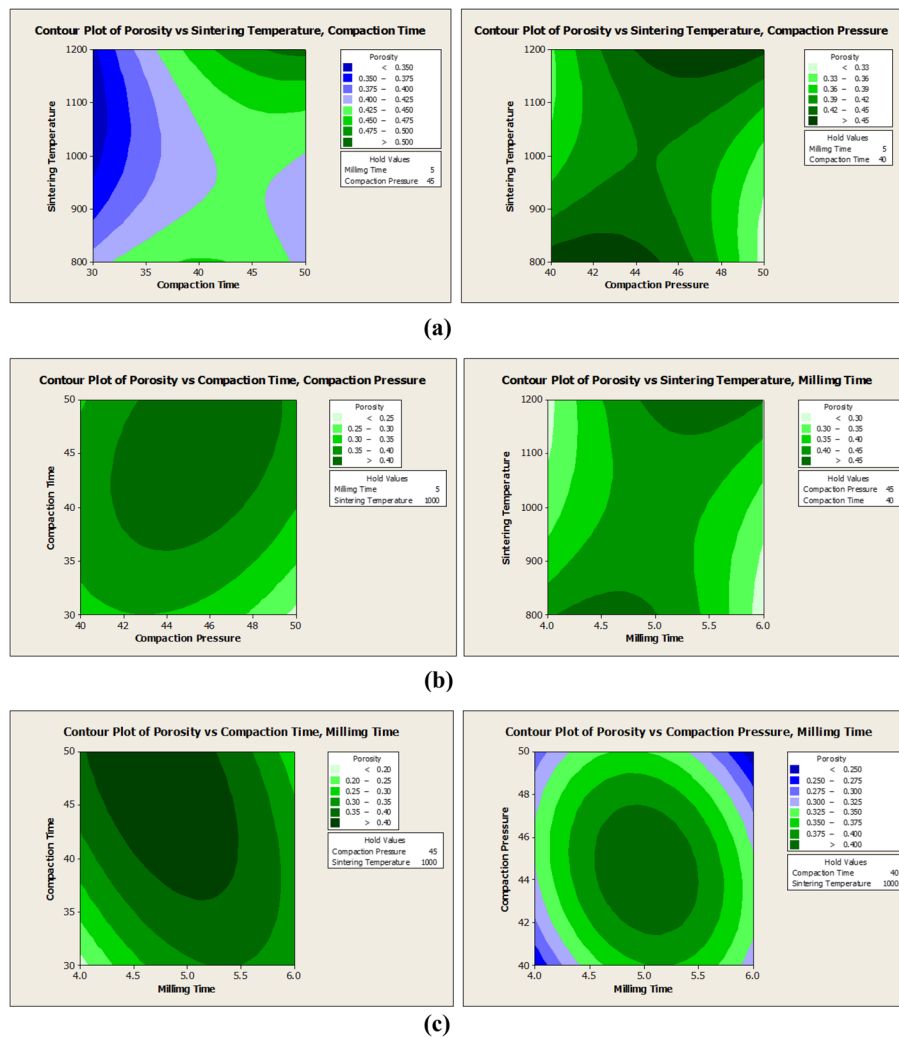 Contour Plot of Porosity vs Sintering Temperature, Compaction Time
Sintering Temperature
1200
1100
1000
900
800
30 35 40 45 50
Compaction Time
Porosity
< 0.350
0.350 – 0.375
0.375 – 0.400
0.400 – 0.425
0.425 – 0.450
0.450 – 0.475
0.475 – 0.500
> 0.500
Hold Values
Millimg Time 5
Compaction Pressure 45
Contour Plot of Porosity vs Sintering Temperature, Compaction Pressure
Sintering Temperature
1200
1100
1000
900
800
40 42 44 46 48 50
Compaction Pressure
Porosity
< 0.33
0.33 – 0.36
0.36 – 0.39
0.39 – 0.42
0.42 – 0.45
> 0.45
Hold Values
Millimg Time 5
Compaction Time 40
(a)
Contour Plot of Porosity vs Compaction Time, Compaction Pressure
Compaction Time
50
45
40
35
30
40 42 44 46 48 50
Compaction Pressure
Porosity
< 0.25
0.25 – 0.30
0.30 – 0.35
0.35 – 0.40
> 0.40
Hold Values
Millimg Time 5
Sintering Temperature 1000
Contour Plot of Porosity vs Sintering Temperature, Millimg Time
Sintering Temperature
1200
1100
1000
900
800
4.0 4.5 5.0 5.5 6.0
Millimg Time
Porosity
< 0.30
0.30 – 0.35
0.35 – 0.40
0.40 – 0.45
> 0.45
Hold Values
Compaction Pressure 45
Compaction Time 40
(b)
Contour Plot of Porosity vs Compaction Time, Millimg Time
Compaction Time
50
45
40
35
30
4.0 4.5 5.0 5.5 6.0
Millimg Time
Porosity
< 0.20
0.20 – 0.25
0.25 – 0.30
0.30 – 0.35
0.35 – 0.40
> 0.40
Hold Values
Compaction Pressure 45
Sintering Temperature 1000
Contour Plot of Porosity vs Compaction Pressure, Millimg Time
Compaction Pressure
50
48
46
44
42
40
4.0 4.5 5.0 5.5 6.0
Millimg Time
Porosity
< 0.250
0.250 – 0.275
0.275 – 0.300
0.300 – 0.325
0.325 – 0.350
0.350 – 0.375
0.375 – 0.400
> 0.400
Hold Values
Compaction Time 40
Sintering Temperature 1000
(c)